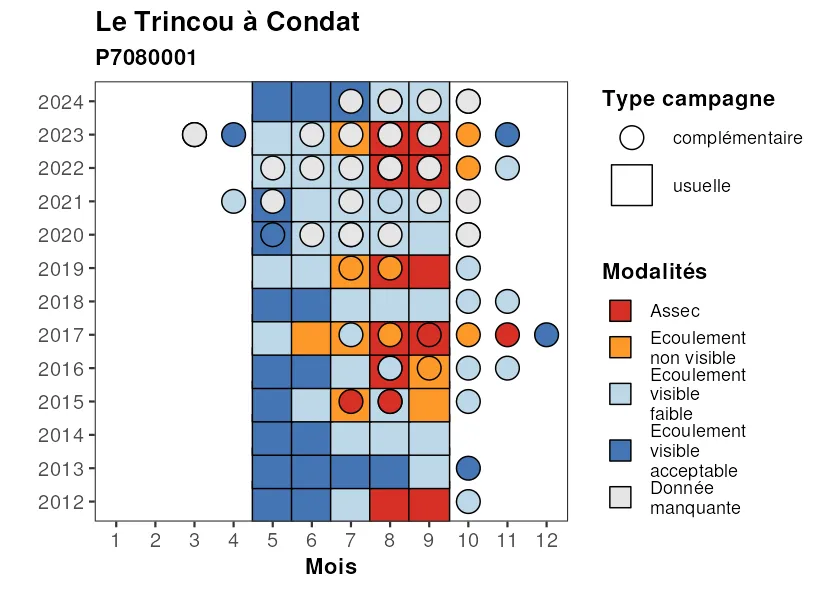 Le Trincou à Condat
P7080001
2024
2023
2022
2021
2020
2019
2018
2017
2016
2015
2014
2013
2012
1 2 3 4 5 6 7 8 9 10 11 12
Mois
Type campagne
complémentaire
usuelle
Modalités
Assec
Ecoulement
non visible
Ecoulement
visible
faible
Ecoulement
visible
acceptable
Donnée
manquante